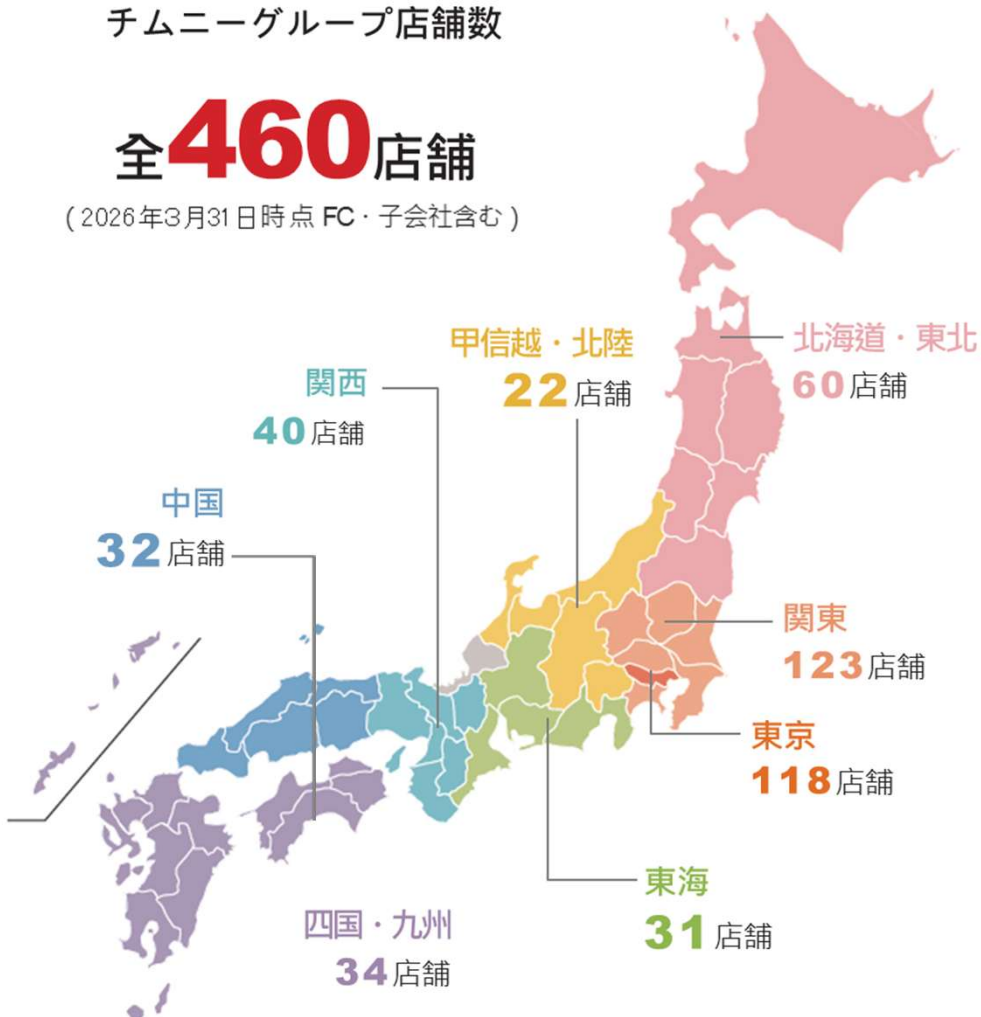 チムニーグループ店舗数
全460店舗
(2026年3月31日時点 FC・子会社含む)
北海道・東北
60店舗
甲信越・北陸
22店舗
関西
40店舗
中国
32店舗
関東
123店舗
東京
118店舗
東海
31店舗
四国・九州
34店舗